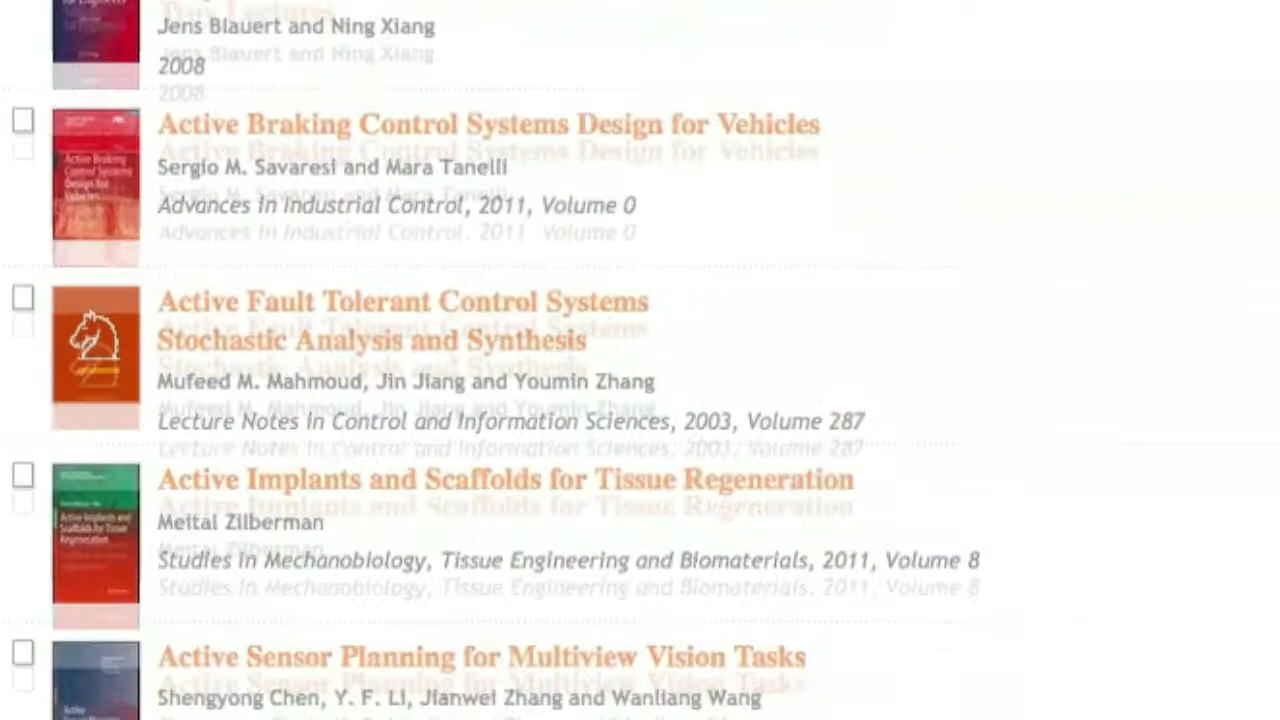 Jens Blauert and Ning Xiang
2008
Active Braking Control Systems Design for Vehicles
Sergio M. Savaresi and Mara Tanelli
Advances in Industrial Control, 2011, Volume 0
Active Fault Tolerant Control Systems
Stochastic Analysis and Synthesis
Mufeed M. Mahmoud, Jin Jiang and Youmin Zhang
Lecture Notes in Control and Information Sciences, 2003, Volume 287
Active Implants and Scaffolds for Tissue Regeneration
Meital Zilberman
Studies in Mechanobiology, Tissue Engineering and Biomaterials, 2011, Volume 8
Active Sensor Planning for Multiview Vision Tasks
Shengyong Chen, Y. F. Li, Jianwei Zhang and Wanliang Wang